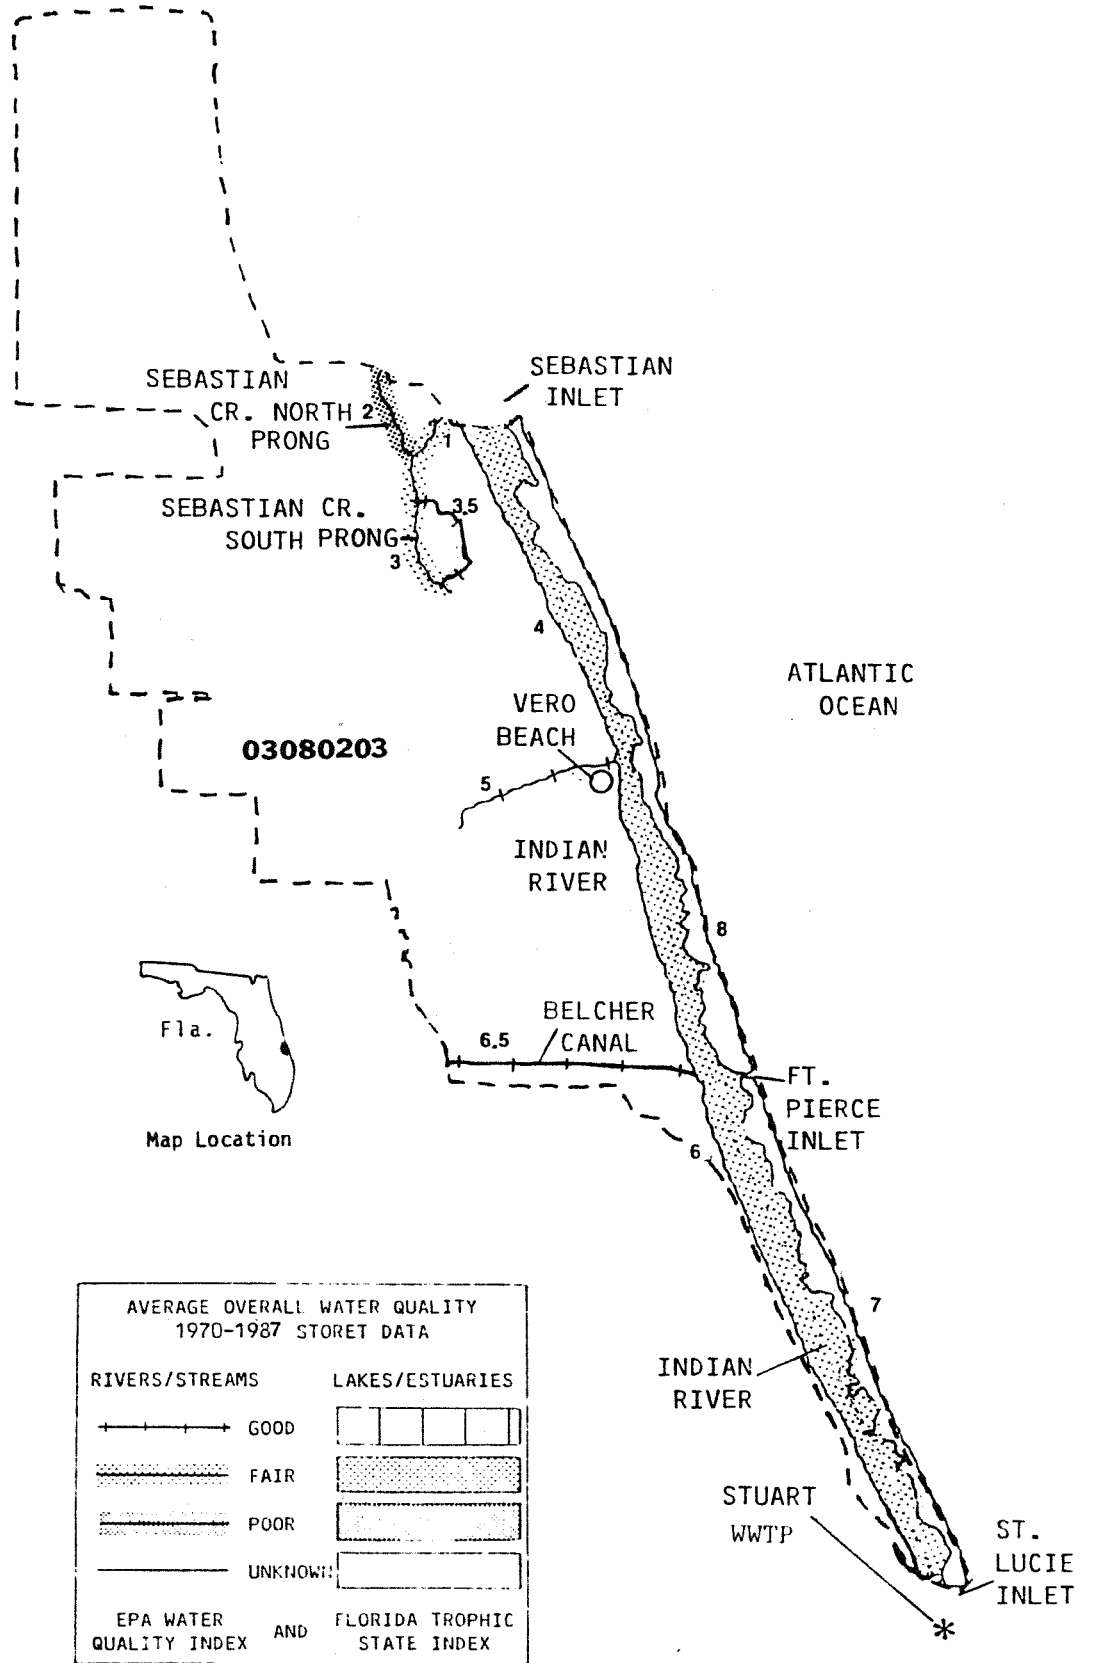 SEBASTIAN
INLET
SEBASTIAN
CR. NORTH
PRONG
2
1
SEBASTIAN CR.
SOUTH PRONG
3.5
3
4
ATLANTIC
OCEAN
VERO
BEACH
03080203
5
INDIAN
RIVER
8
Fla.
Map Location
BELCHER
CANAL
6.5
FT.
PIERCE
INLET
6
7
INDIAN
RIVER
STUART
WWTP
ST.
LUCIE
INLET
*
AVERAGE OVERALL WATER QUALITY
1970-1987 STORET DATA
RIVERS/STREAMS LAKES/ESTUARIES
GOOD
FAIR
POOR
UNKNOWN
EPA WATER
QUALITY INDEX
AND
FLORIDA TROPHIC
STATE INDEX